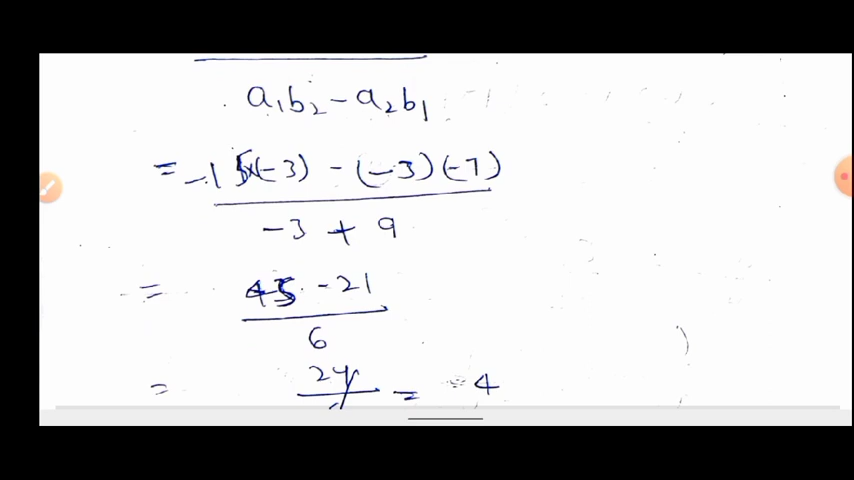 a₁b₂ - a₂b₁
= -15×(-3) - (-3)(-7)
-3 + 9
= 45 - 21
6
= 24
= 4